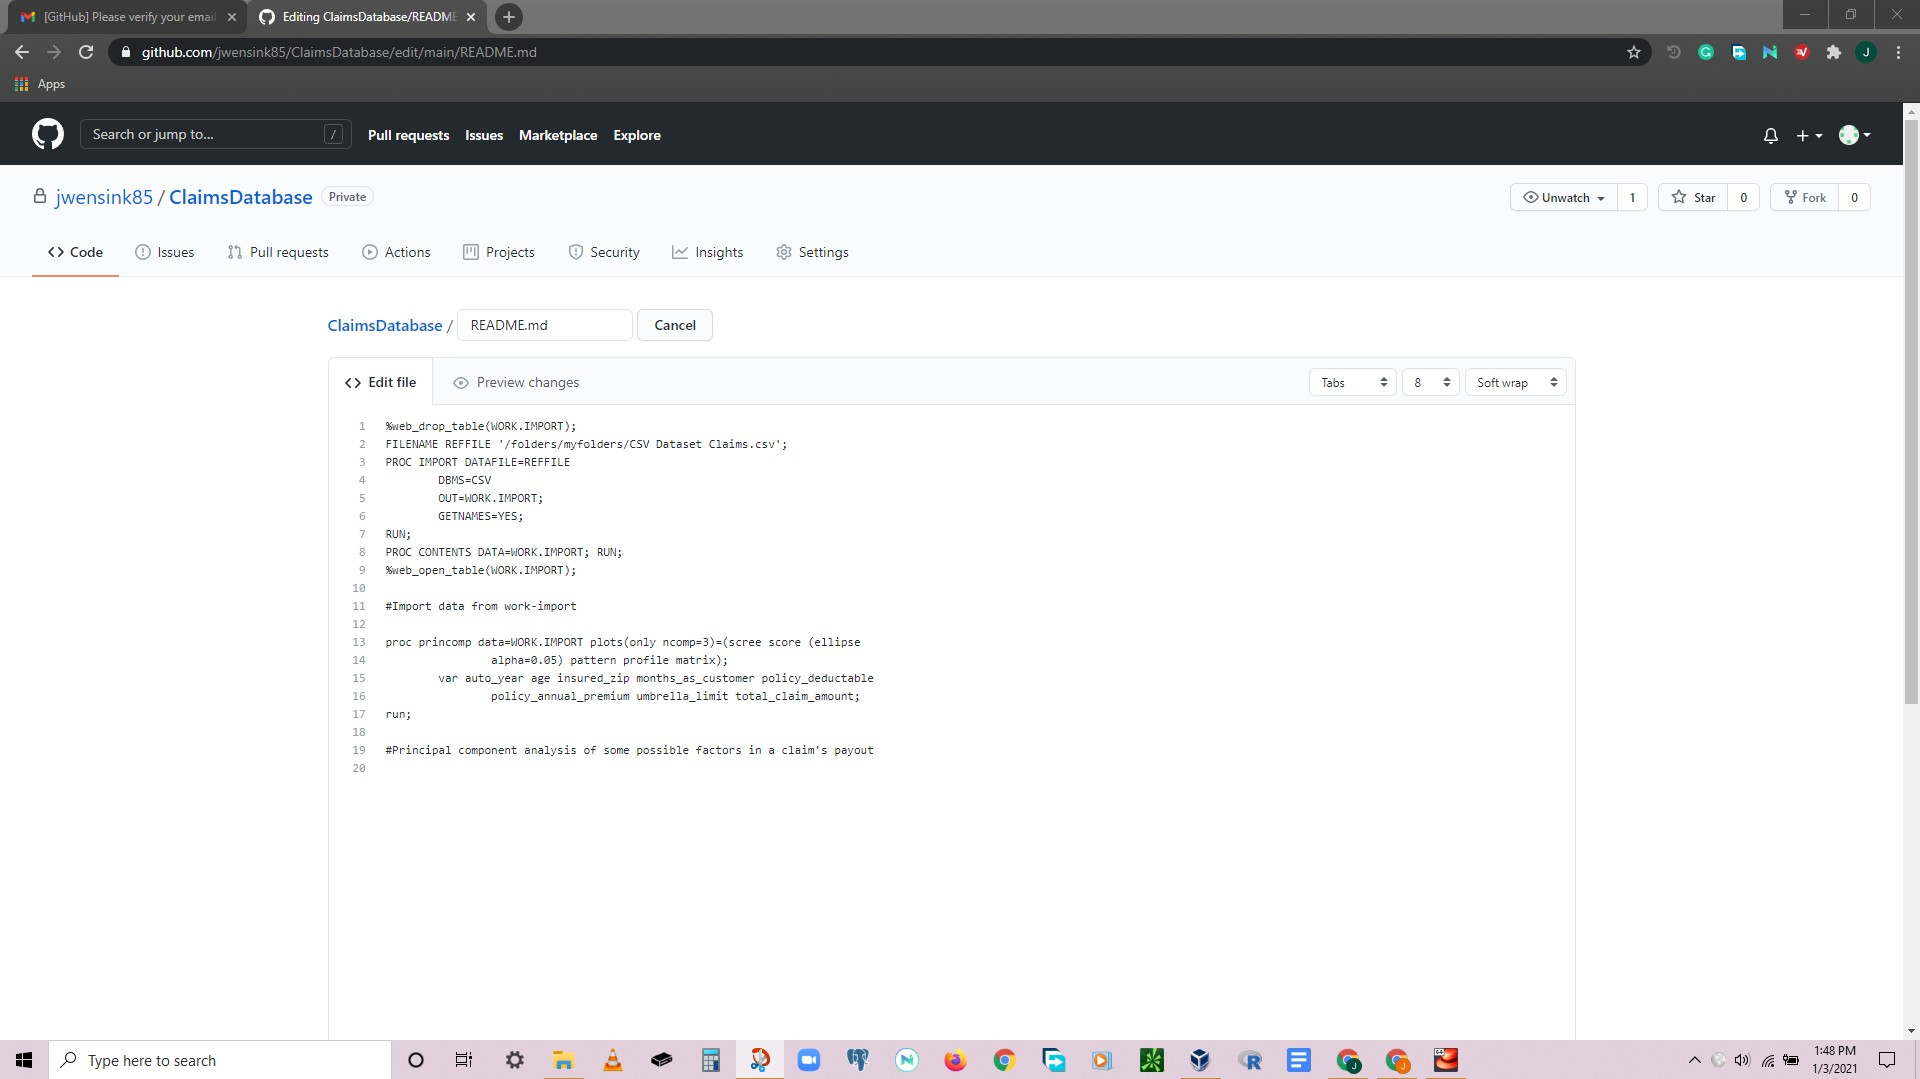 [GitHub] Please verify your email
Editing ClaimsDatabase/README
github.com/jwensink85/ClaimsDatabase/edit/main/README.md
Apps
Search or jump to...
/
Pull requests
Issues
Marketplace
Explore
jwensink85 / ClaimsDatabase
Private
Unwatch
1
Star
0
Fork
0
Code
Issues
Pull requests
Actions
Projects
Security
Insights
Settings
ClaimsDatabase / README.md
Cancel
Edit file
Preview changes
Tabs
8
Soft wrap
1 %web_drop_table(WORK.IMPORT);
2 FILENAME REFFILE '/folders/myfolders/CSV Dataset Claims.csv';
3 PROC IMPORT DATAFILE=REFFILE
4 DBMS=CSV
5 OUT=WORK.IMPORT;
6 GETNAMES=YES;
7 RUN;
8 PROC CONTENTS DATA=WORK.IMPORT; RUN;
9 %web_open_table(WORK.IMPORT);
10
11 #Import data from work-import
12
13 proc princomp data=WORK.IMPORT plots(only ncomp=3)=(scree score (ellipse
14 alpha=0.05) pattern profile matrix);
15 var auto_year age insured_zip months_as_customer policy_deductable
16 policy_annual_premium umbrella_limit total_claim_amount;
17 run;
18
19 #Principal component analysis of some possible factors in a claim's payout
20
Type here to search
1:48 PM
1/3/2021